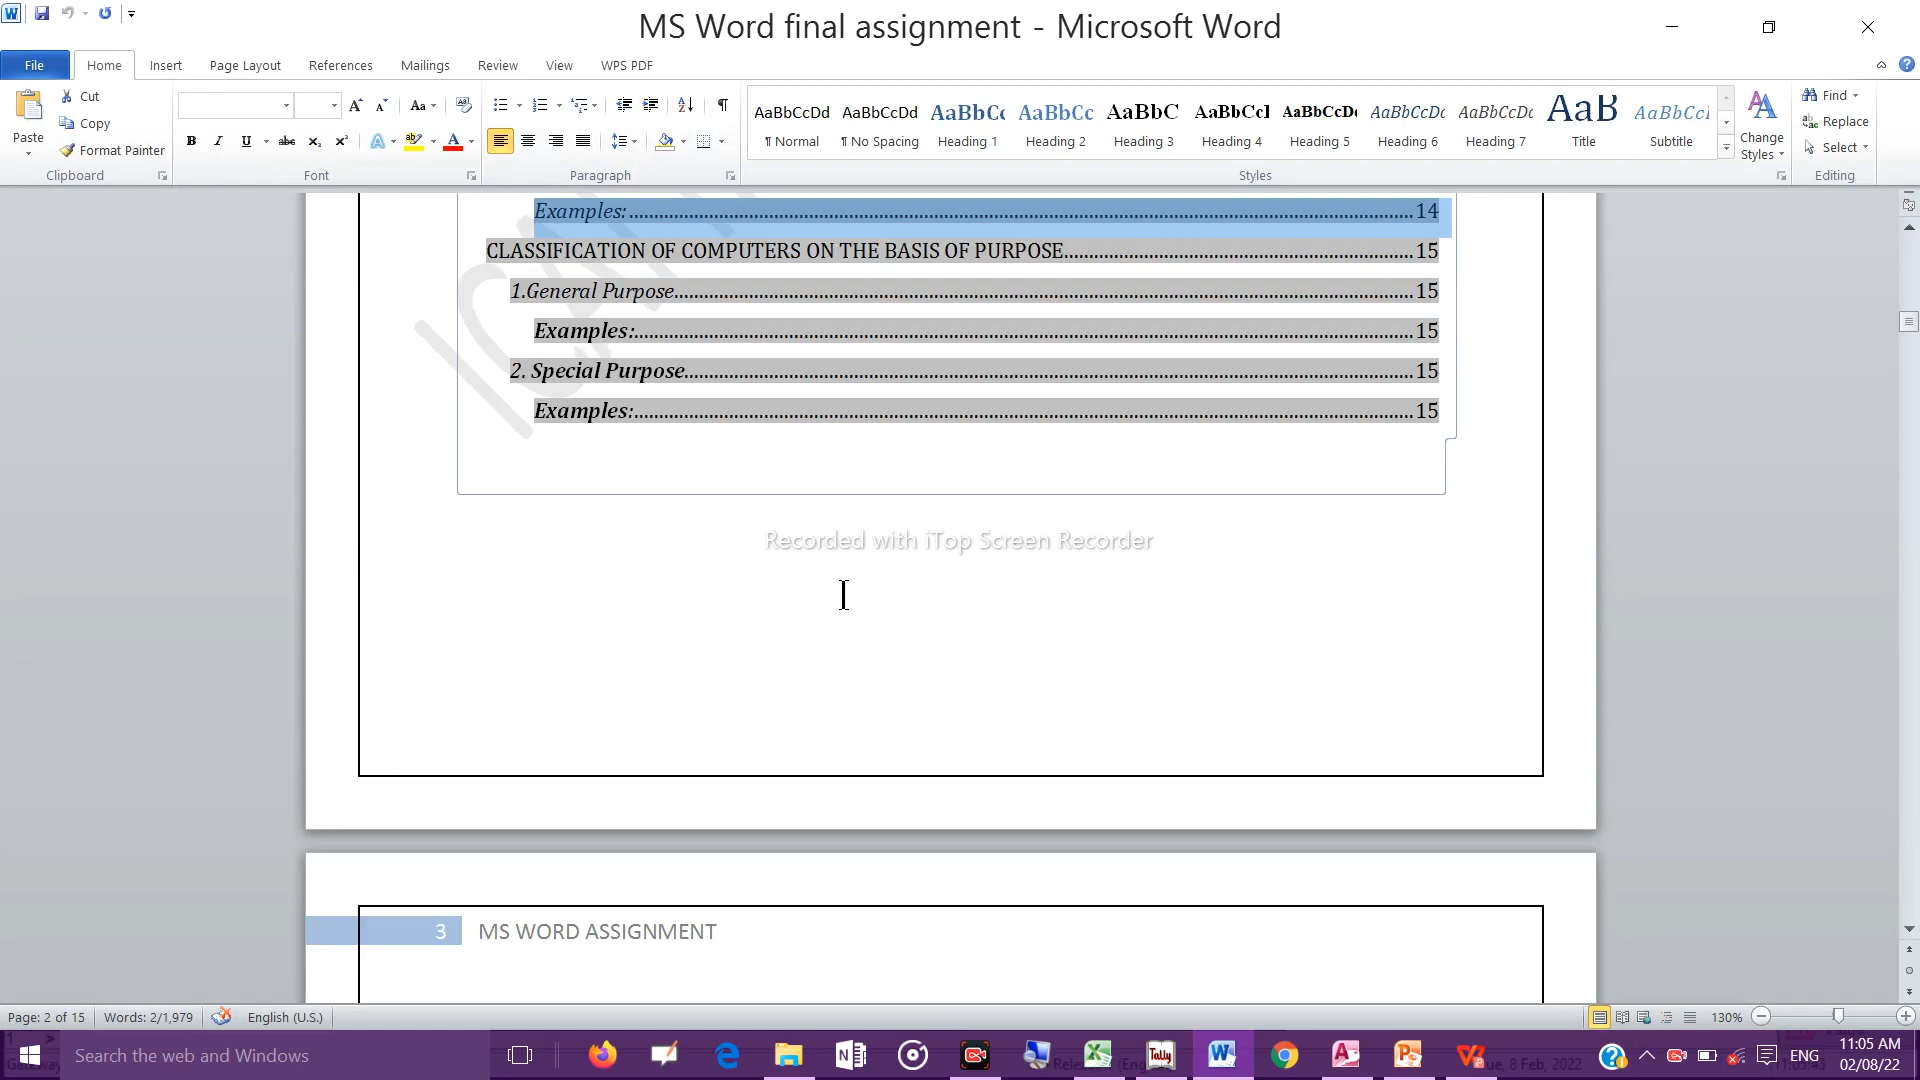 MS Word final assignment - Microsoft Word
File Home Insert Page Layout References Mailings Review View WPS PDF
Paste
Cut
Copy
Format Painter
Clipboard
Font
Paragraph
AaBbCcDd AaBbCcDd AaBbCc AaBbCc AaBbC AaBbCcI AaBbCcDc AaBbCcDc AaBbCcDc AaB AaBbCcI
¶ Normal ¶ No Spacing Heading 1 Heading 2 Heading 3 Heading 4 Heading 5 Heading 6 Heading 7 Title Subtitle
Change Styles
Styles
Find
Replace
Select
Editing
Examples: 14
CLASSIFICATION OF COMPUTERS ON THE BASIS OF PURPOSE 15
1.General Purpose 15
Examples: 15
2. Special Purpose 15
Examples: 15
Recorded with iTop Screen Recorder
3 MS WORD ASSIGNMENT
Page: 2 of 15 Words: 2/1,979 English (U.S.) 130%
Search the web and Windows
Tally
ENG
11:05 AM
02/08/22